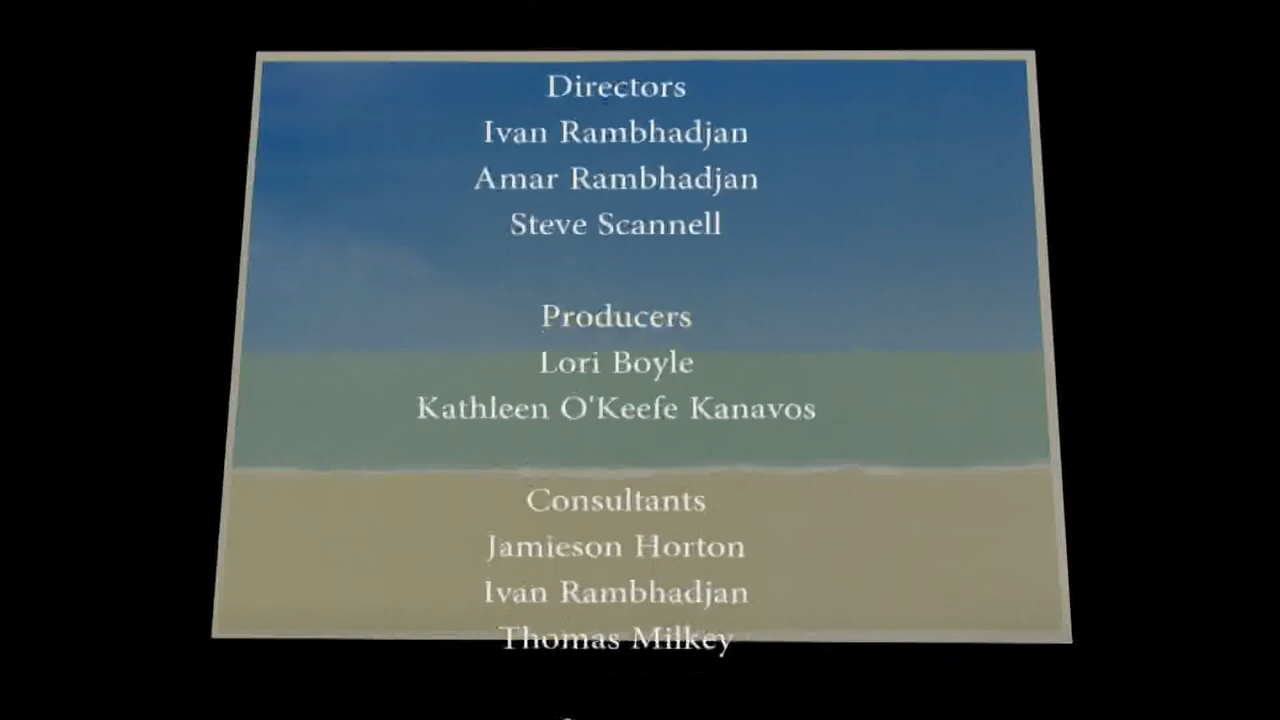 Directors
Ivan Rambhadjan
Amar Rambhadjan
Steve Scannell
Producers
Lori Boyle
Kathleen O'Keefe Kanavos
Consultants
Jamieson Horton
Ivan Rambhadjan
Thomas Milkey